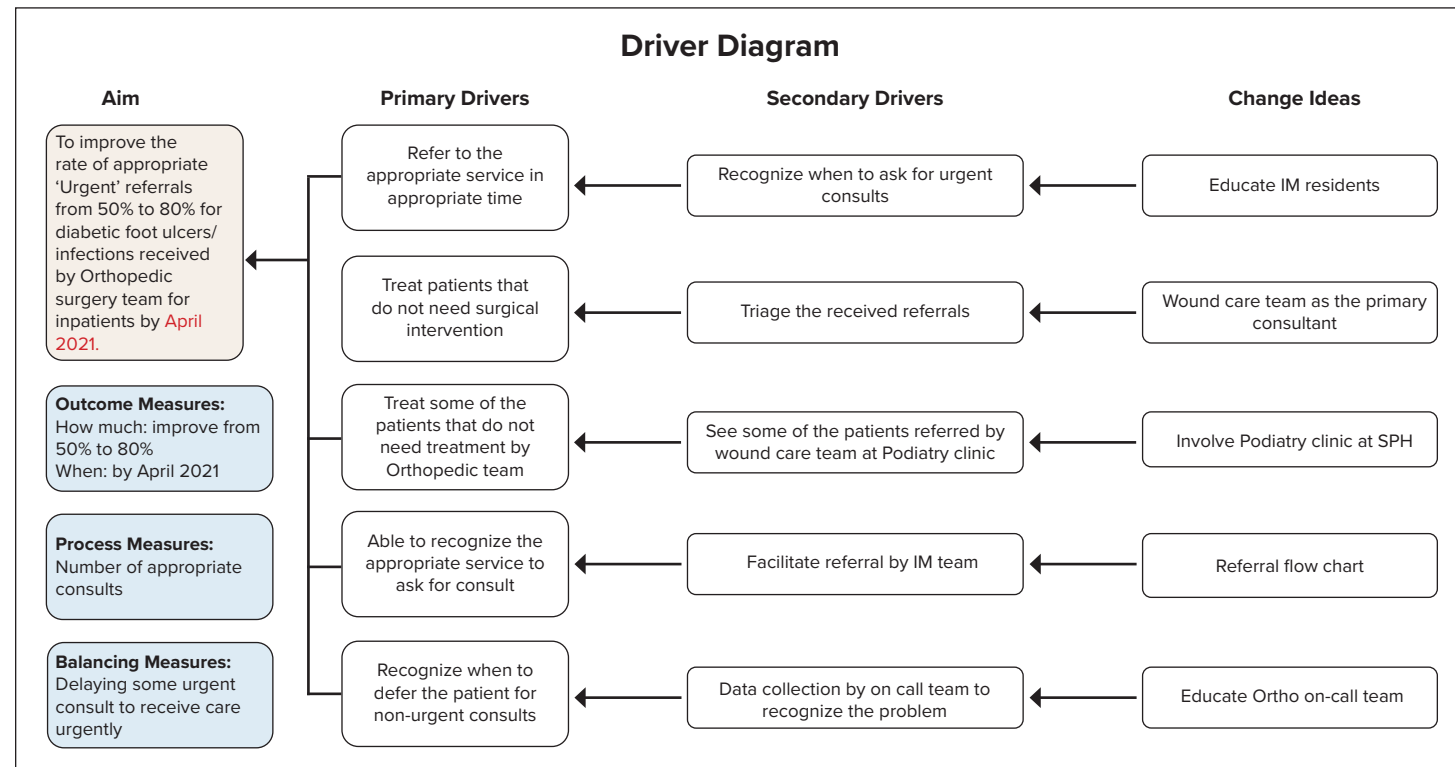 Driver Diagram
Aim
Primary Drivers
Secondary Drivers
Change Ideas
To improve the
rate of appropriate
‘Urgent’ referrals
from 50% to 80% for
diabetic foot ulcers/
infections received
by Orthopedic
surgery team for
inpatients by April
2021.
Outcome Measures:
How much: improve from
50% to 80%
When: by April 2021
Process Measures:
Number of appropriate
consults
Balancing Measures:
Delaying some urgent
consult to receive care
urgently
Refer to the
appropriate service in
appropriate time
Recognize when to ask for urgent
consults
Educate IM residents
Treat patients that
do not need surgical
intervention
Triage the received referrals
Wound care team as the primary
consultant
Treat some of the
patients that do not
need treatment by
Orthopedic team
See some of the patients referred by
wound care team at Podiatry clinic
Involve Podiatry clinic at SPH
Able to recognize the
appropriate service to
ask for consult
Facilitate referral by IM team
Referral flow chart
Recognize when to
defer the patient for
non-urgent consults
Data collection by on call team to
recognize the problem
Educate Ortho on-call team